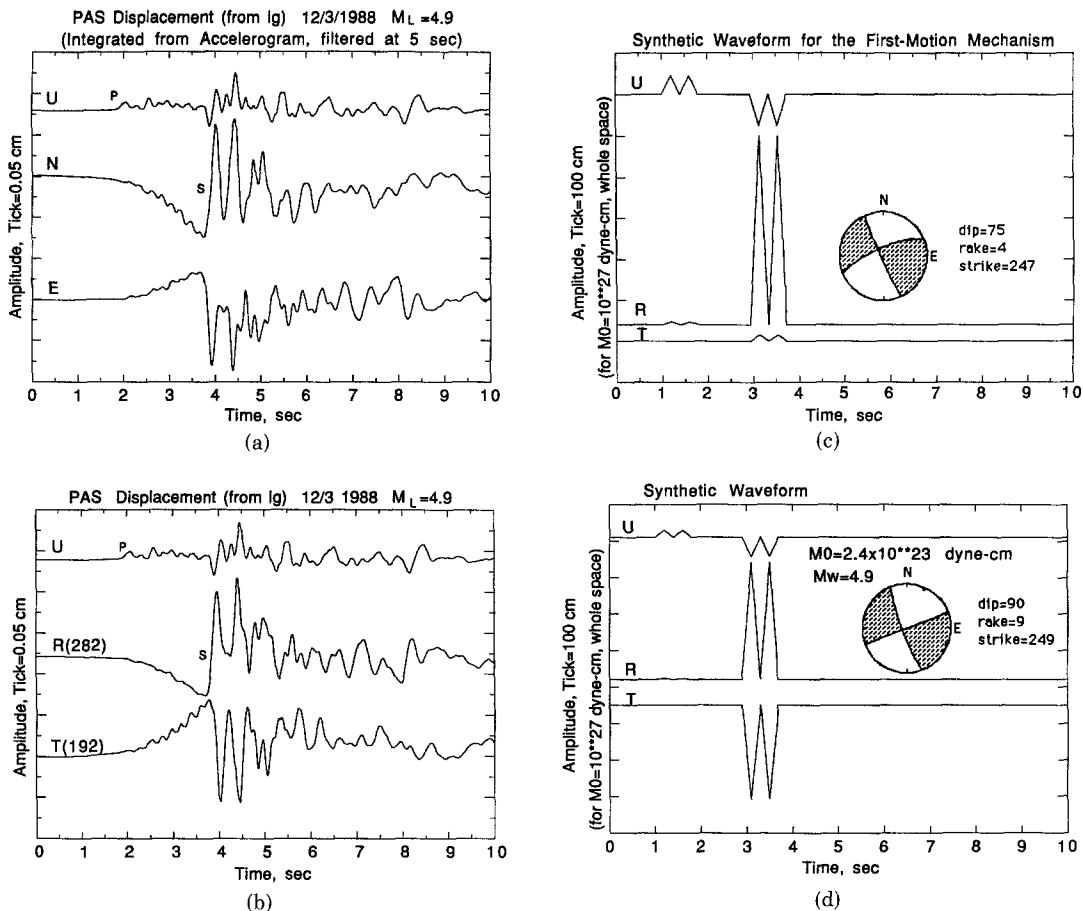 PAS Displacement (from Ig) 12/3/1988 ML =4.9
(Integrated from Accelerogram, filtered at 5 sec)
Amplitude, Tick=0.05 cm
U
P
N
S
E
0 1 2 3 4 5 6 7 8 9 10
Time, sec
(a)
Synthetic Waveform for the First-Motion Mechanism
Amplitude, Tick=100 cm
(for M0=10**27 dyne-cm, whole space)
U
N
E
dip=75
rake=4
strike=247
R
T
0 1 2 3 4 5 6 7 8 9 10
Time, sec
(c)
PAS Displacement (from Ig) 12/3 1988 ML=4.9
Amplitude, Tick=0.05 cm
U
P
R(282)
S
T(192)
0 1 2 3 4 5 6 7 8 9 10
Time, sec
(b)
Synthetic Waveform
Amplitude, Tick=100 cm
(for M0=10**27 dyne-cm, whole space)
U
M0=2.4x10**23 dyne-cm
Mw=4.9
N
E
dip=90
rake=9
strike=249
R
T
0 1 2 3 4 5 6 7 8 9 10
Time, sec
(d)